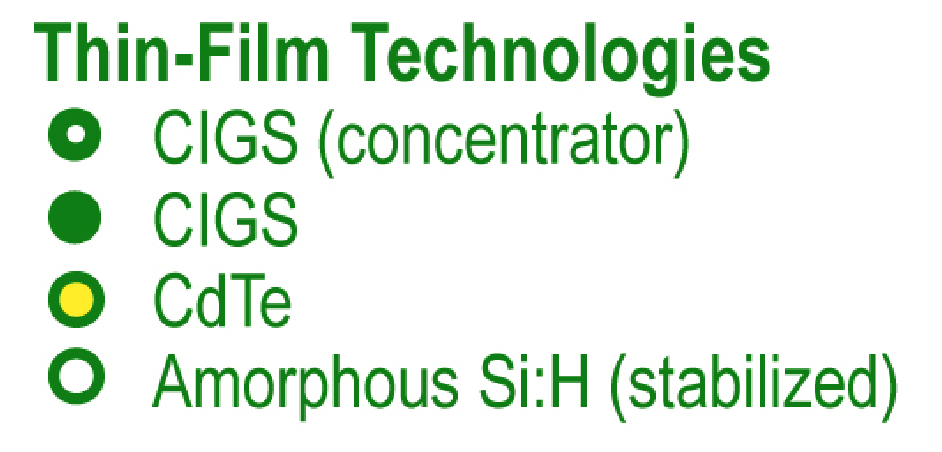 Thin-Film Technologies
CIGS (concentrator)
CIGS
CdTe
Amorphous Si:H (stabilized)